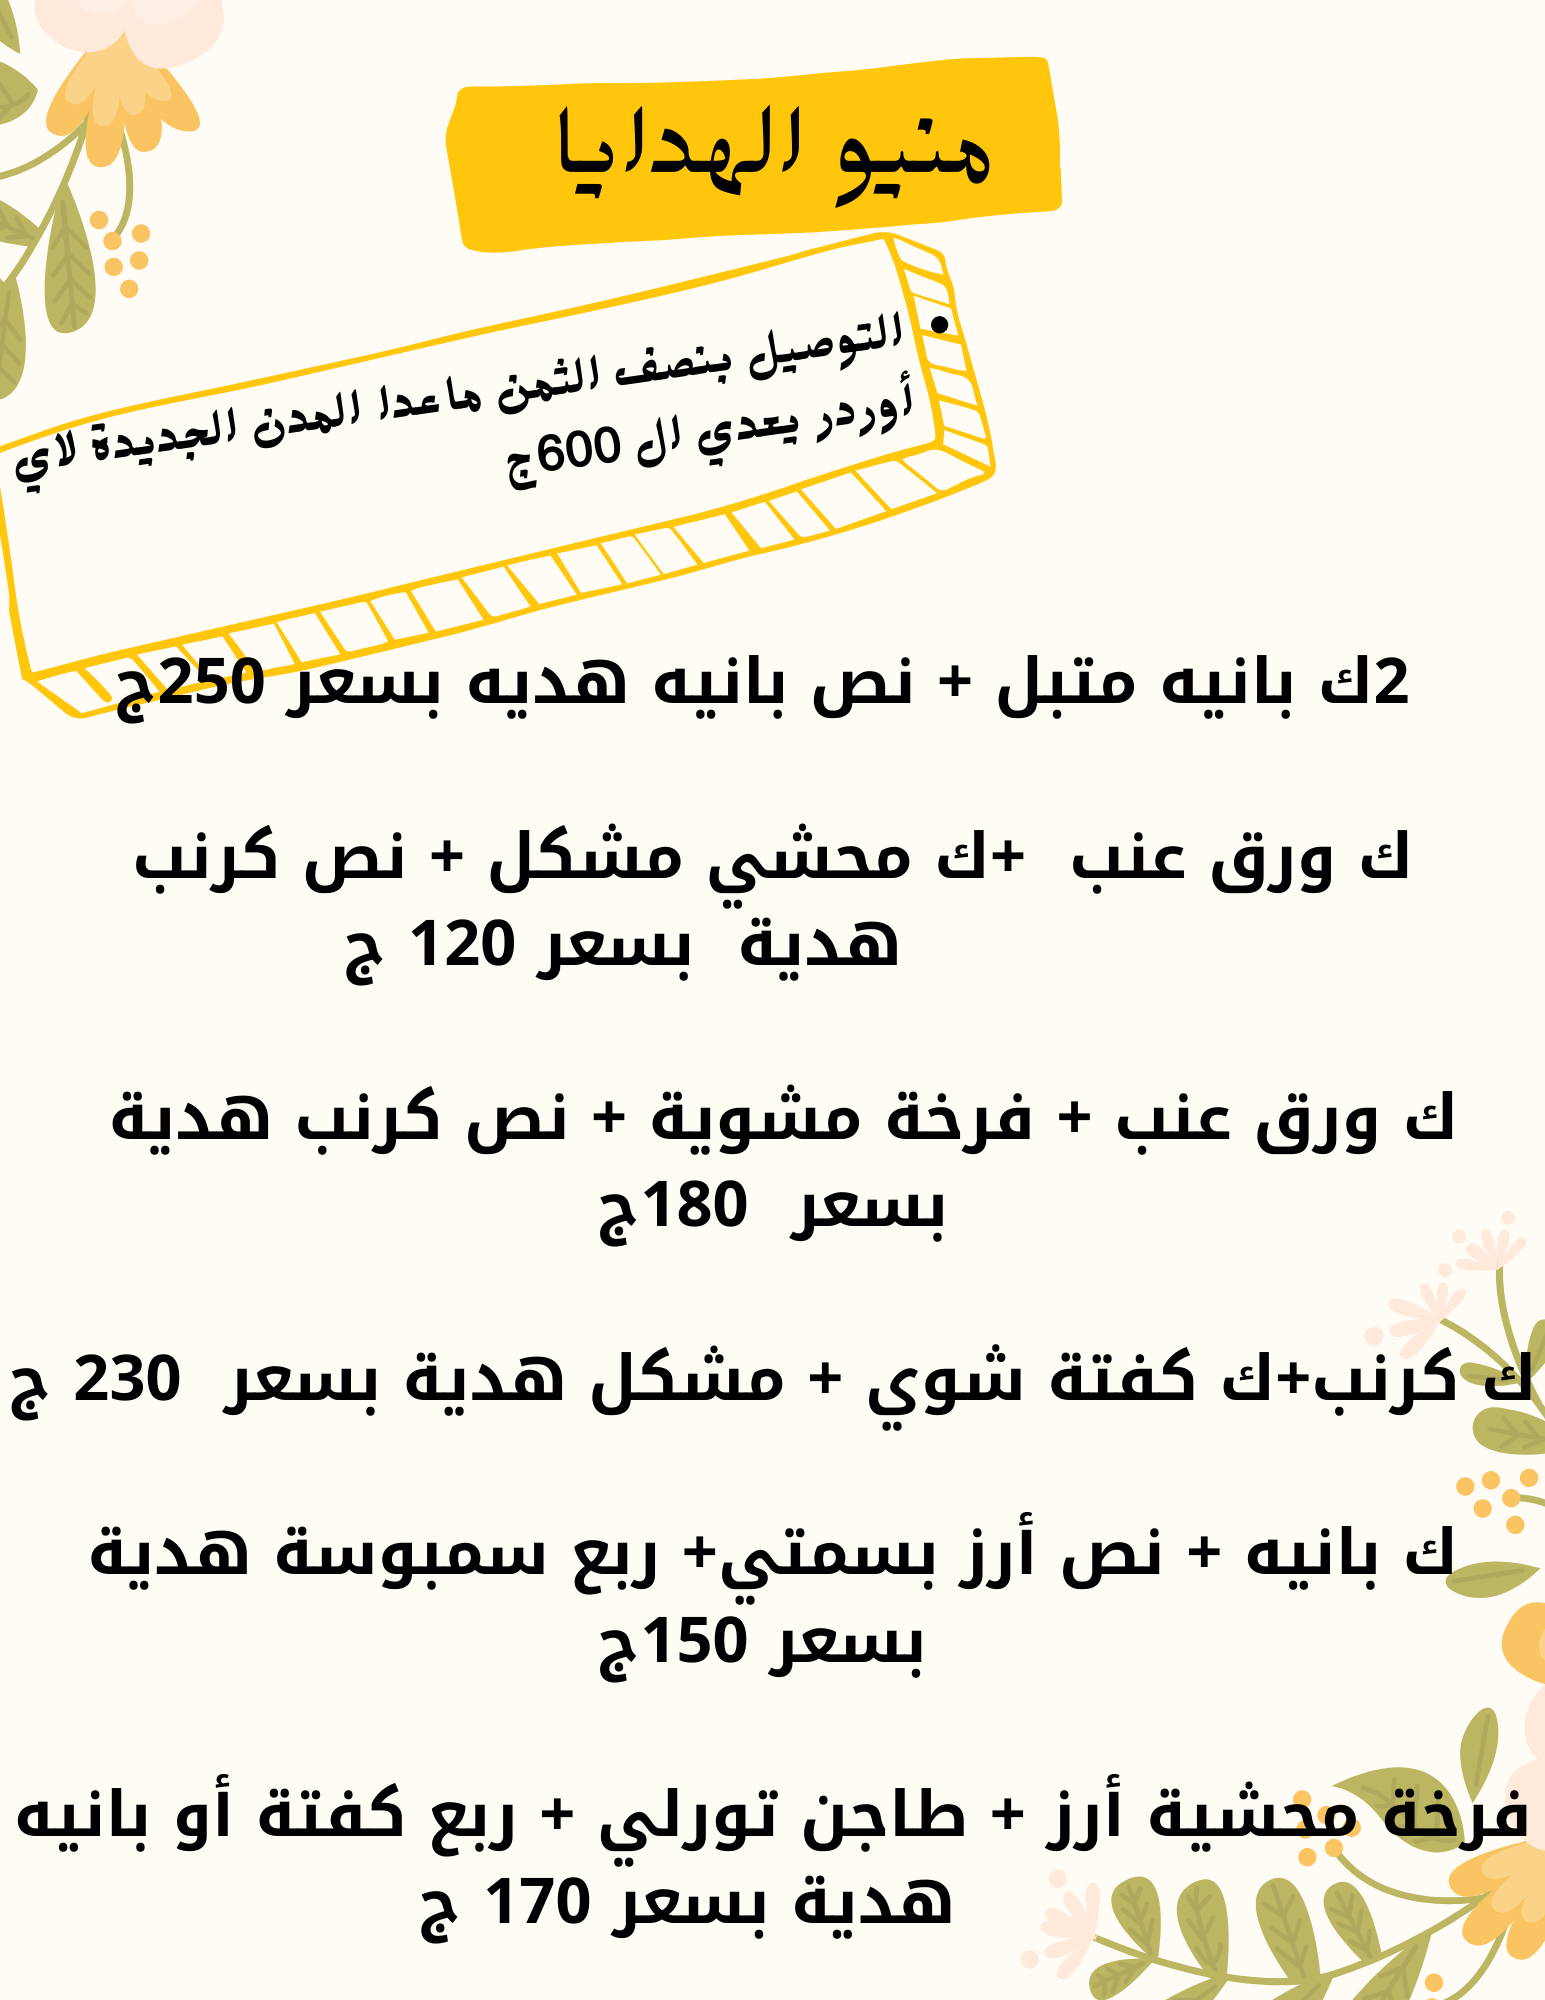 منيو الهدايا
• التوصيل بنصف الثمن ماعدا المدن الجديدة لاي
أوردر يعدي ال 600ج
2ك بانيه متبل + نص بانيه هديه بسعر 250ج
ك ورق عنب  +ك محشي مشكل + نص كرنب
هدية  بسعر 120 ج
ك ورق عنب + فرخة مشوية + نص كرنب هدية
بسعر  180ج
ك كرنب+ك كفتة شوي + مشكل هدية بسعر  230 ج
ك بانيه + نص أرز بسمتي+ ربع سمبوسة هدية
بسعر 150ج
فرخة محشية أرز + طاجن تورلي + ربع كفتة أو بانيه
هدية بسعر 170 ج